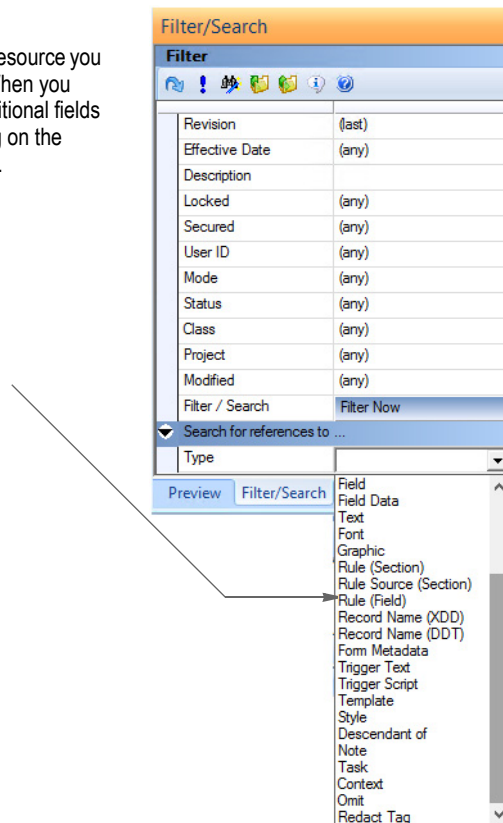 esource you
When you
itional fields
g on the
.
Filter/Search
Filter
Revision (last)
Effective Date (any)
Description
Locked (any)
Secured (any)
User ID (any)
Mode (any)
Status (any)
Class (any)
Project (any)
Modified (any)
Filter / Search Filter Now
Search for references to ...
Type
Preview Filter/Search
Field
Field Data
Text
Font
Graphic
Rule (Section)
Rule Source (Section)
Rule (Field)
Record Name (XDD)
Record Name (DDT)
Form Metadata
Trigger Text
Trigger Script
Template
Style
Descendant of
Note
Task
Context
Omit
Redact Tag